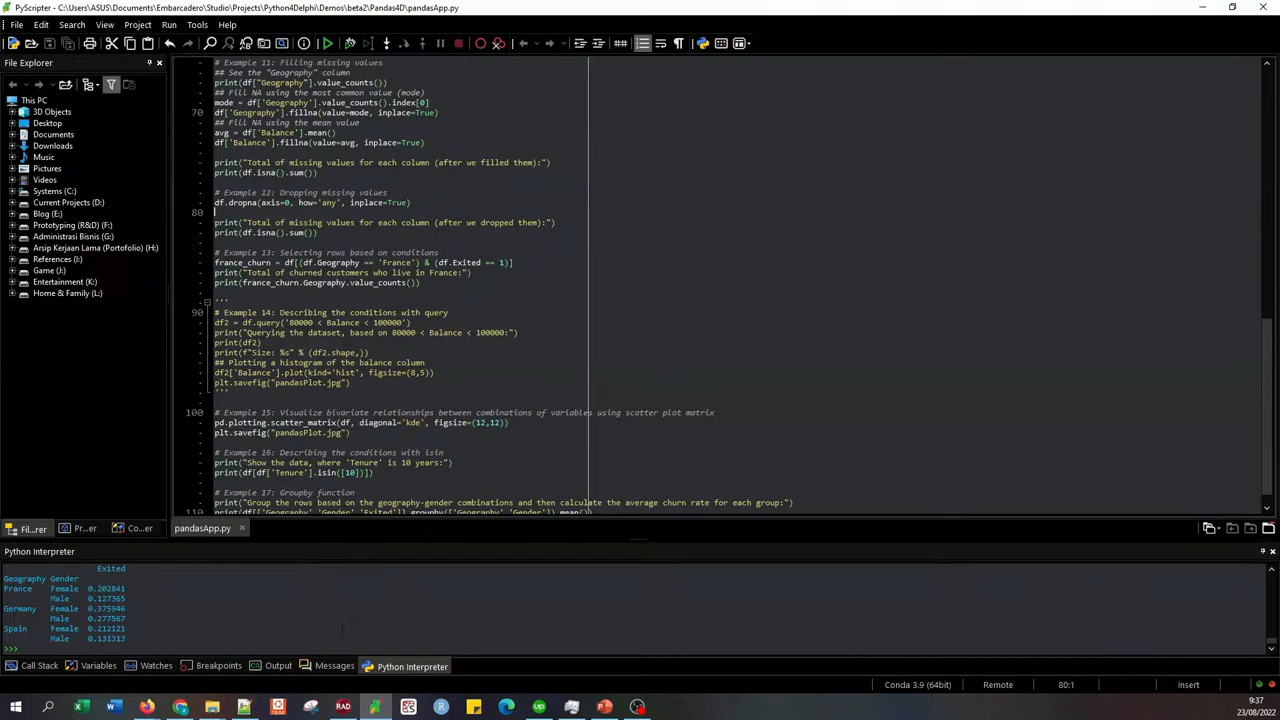 PyScripter - C:\Users\ASUS\Documents\Embarcadero\Studio\Projects\Python4Delphi\Demos\beta2\Pandas4D\pandasApp.py
File Edit Search View Project Run Tools Help
File Explorer
This PC
3D Objects
Desktop
Documents
Downloads
Music
Pictures
Videos
Systems (C:)
Current Projects (D:)
Blog (E:)
Prototyping (R&D) (F:)
Administrasi Bisnis (G:)
Arsip Kerjaan Lama (Portofolio) (H:)
References (I:)
Game (J:)
Entertainment (K:)
Home & Family (L:)
# Example 11: Filling missing values
## See the "Geography" column
print(df["Geography"].value_counts())
## Fill NA using the most common value (mode)
mode = df['Geography'].value_counts().index[0]
70 df['Geography'].fillna(value=mode, inplace=True)
## Fill NA using the mean value
avg = df['Balance'].mean()
df['Balance'].fillna(value=avg, inplace=True)
print("Total of missing values for each column (after we filled them):")
print(df.isna().sum())
# Example 12: Dropping missing values
df.dropna(axis=0, how='any', inplace=True)
80
print("Total of missing values for each column (after we dropped them):")
print(df.isna().sum())
# Example 13: Selecting rows based on conditions
france_churn = df[(df.Geography == 'France') & (df.Exited == 1)]
print("Total of churned customers who live in France:")
print(france_churn.Geography.value_counts())
'''
90 # Example 14: Describing the conditions with query
df2 = df.query('80000 < Balance < 100000')
print("Querying the dataset, based on 80000 < Balance < 100000:")
print(df2)
print(f"Size: %s" % (df2.shape,))
## Plotting a histogram of the balance column
df2['Balance'].plot(kind='hist', figsize=(8,5))
plt.savefig("pandasPlot.jpg")
'''
100 # Example 15: Visualize bivariate relationships between combinations of variables using scatter plot matrix
pd.plotting.scatter_matrix(df, diagonal='kde', figsize=(12,12))
plt.savefig("pandasPlot.jpg")
# Example 16: Describing the conditions with isin
print("Show the data, where 'Tenure' is 10 years:")
print(df[df['Tenure'].isin([10])])
# Example 17: Groupby function
print("Group the rows based on the geography-gender combinations and then calculate the average churn rate for each group:")
110 print(df[['Geography','Gender','Exited']].groupby(['Geography','Gender']).mean())
Fil...rer Pr...er Co...er
pandasApp.py
Python Interpreter
Exited
Geography Gender
France Female 0.202841
Male 0.127365
Germany Female 0.375946
Male 0.277567
Spain Female 0.212121
Male 0.131313
>>>
Call Stack Variables Watches Breakpoints Output Messages Python Interpreter
Conda 3.9 (64bit) Remote 80:1 Insert
RAD
9:37
23/08/2022